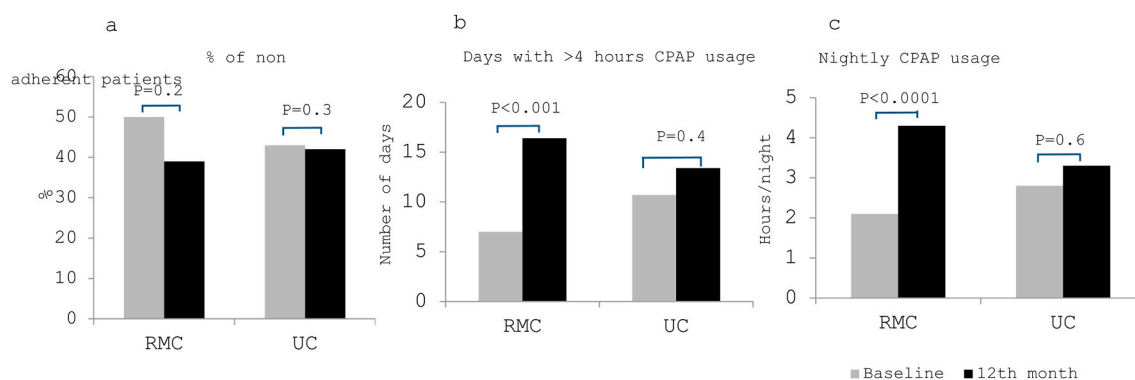 a
% of non
adherent patients
60
50
40
30
20
10
0
%
P=0.2
P=0.3
RMC
UC
b
Days with >4 hours CPAP usage
20
15
10
5
0
Number of days
P<0.001
P=0.4
RMC
UC
c
Nightly CPAP usage
5
4
3
2
1
0
Hours/night
P<0.0001
P=0.6
RMC
UC
Baseline 12th month